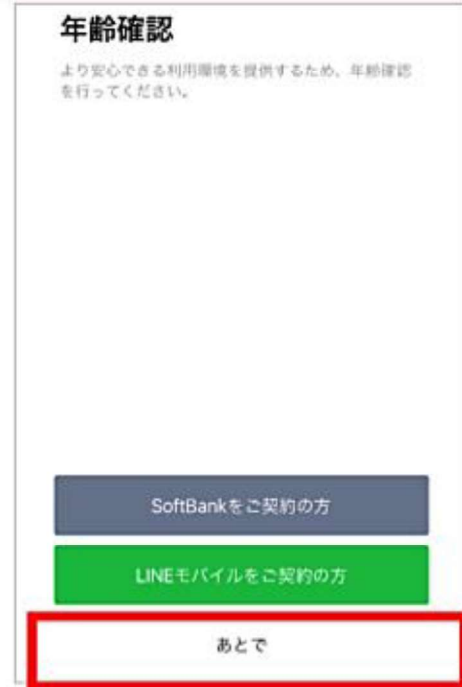 年齢確認
より安心できる利用環境を提供するため、年齢確認
を行ってください。
SoftBankをご契約の方
LINEモバイルをご契約の方
あとで